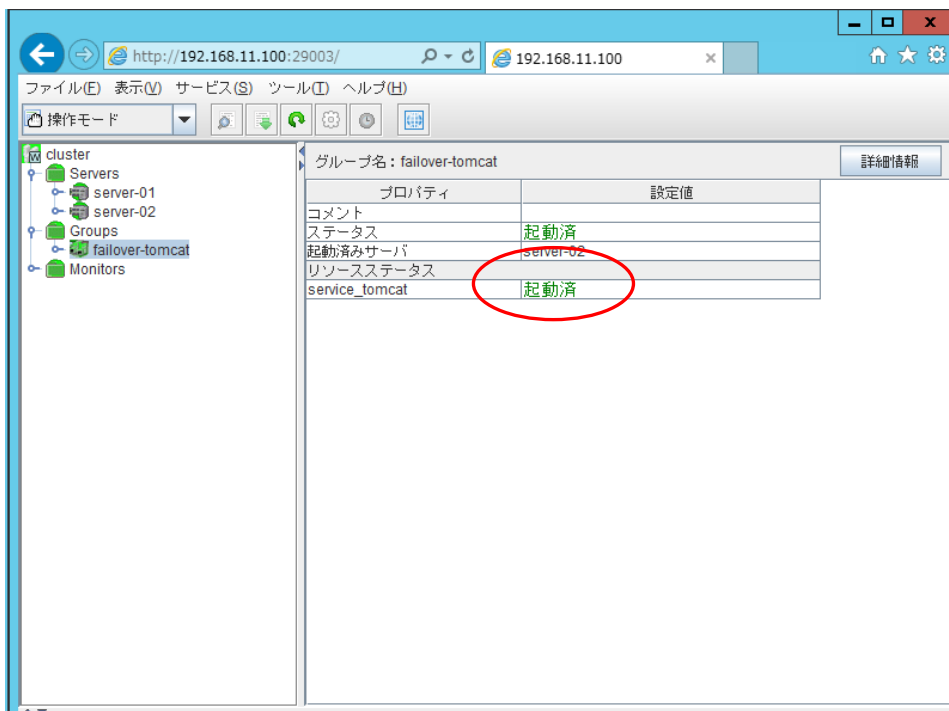 http://192.168.11.100:29003/
192.168.11.100
ファイル(F) 表示(V) サービス(S) ツール(T) ヘルプ(H)
操作モード
cluster
Servers
server-01
server-02
Groups
failover-tomcat
Monitors
グループ名 : failover-tomcat
詳細情報
プロパティ 設定値
コメント
ステータス 起動済
起動済みサーバ server-02
リソースステータス
service_tomcat 起動済